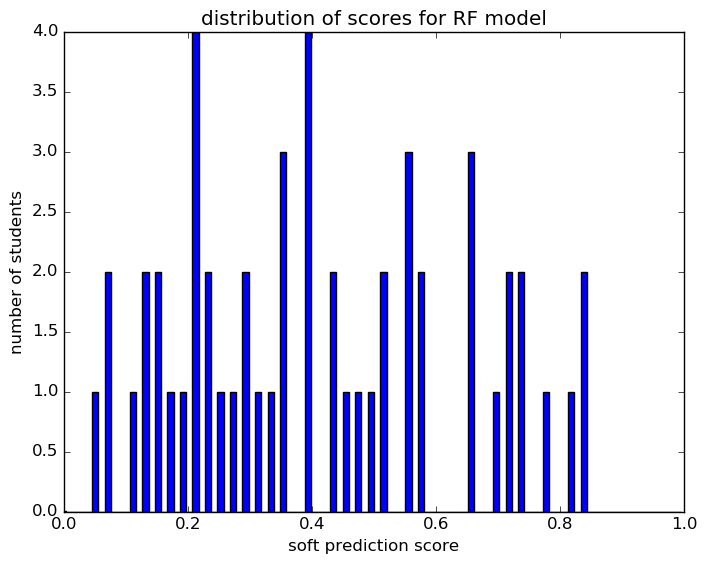 distribution of scores for RF model
4.0
3.5
3.0
2.5
2.0
1.5
1.0
0.5
0.0
number of students
0.0 0.2 0.4 0.6 0.8 1.0
soft prediction score